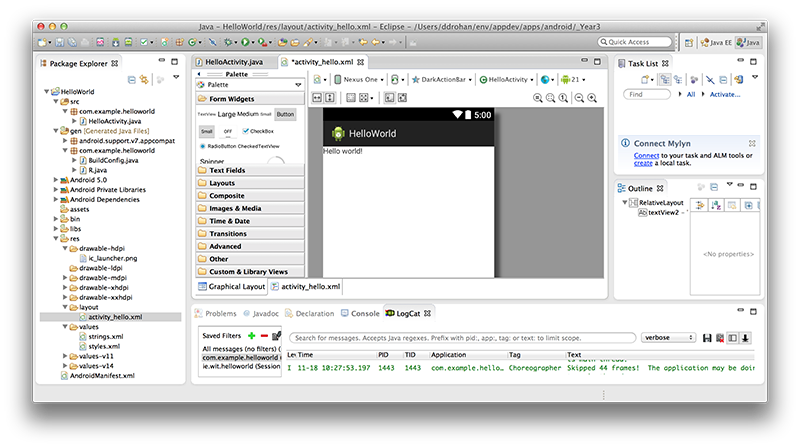 Java - HelloWorld/res/layout/activity_hello.xml - Eclipse - /Users/ddrohan/env/appdev/apps/android/_Year3
Quick Access
Java EE
Java
Package Explorer
HelloWorld
src
com.example.helloworld
HelloActivity.java
gen [Generated Java Files]
android.support.v7.appcompat
com.example.helloworld
BuildConfig.java
R.java
Android 5.0
Android Private Libraries
Android Dependencies
assets
bin
libs
res
drawable-hdpi
ic_launcher.png
drawable-ldpi
drawable-mdpi
drawable-xhdpi
drawable-xxhdpi
layout
activity_hello.xml
values
strings.xml
styles.xml
values-v11
values-v14
AndroidManifest.xml
HelloActivity.java
*activity_hello.xml
Palette
Palette
Form Widgets
TextView Large Medium Small Button
Small OFF CheckBox
RadioButton CheckedTextView
Spinner
Text Fields
Layouts
Composite
Images & Media
Time & Date
Transitions
Advanced
Other
Custom & Library Views
Nexus One
DarkActionBar
HelloActivity
21
5:00
HelloWorld
Hello world!
Graphical Layout
activity_hello.xml
Task List
Find
All
Activate...
Connect Mylyn
Connect to your task and ALM tools or
create a local task.
Outline
RelativeLayout
textView2 -
<No properties>
Problems
Javadoc
Declaration
Console
LogCat
Saved Filters
All messages (no filters) (
com.example.helloworld
ie.wit.helloworld (Session
Search for messages. Accepts Java regexes. Prefix with pid:, app:, tag: or text: to limit scope.
verbose
Time PID TID Application Tag Text
I 11-18 10:27:53.197 1443 1443 com.example.hello... Choreographer Skipped 44 frames! The application may be doin